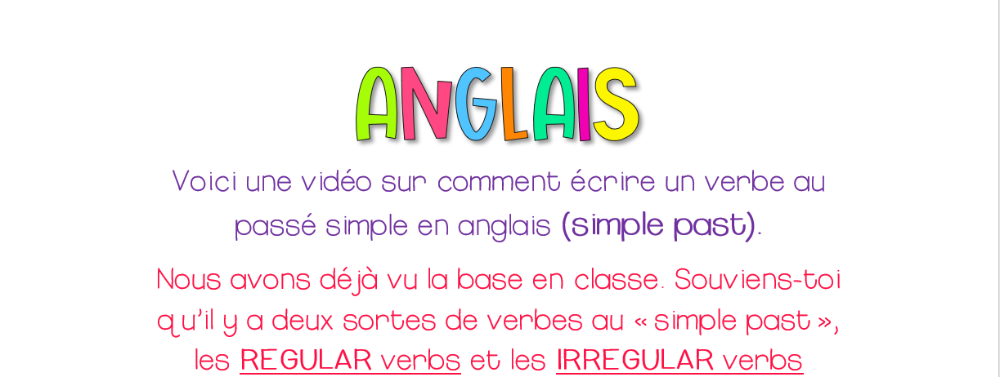 ANGLAIS
Voici une vidéo sur comment écrire un verbe au
passé simple en anglais (simple past).
Nous avons déjà vu la base en classe. Souviens-toi
qu'il y a deux sortes de verbes au « simple past »,
les REGULAR verbs et les IRREGULAR verbs